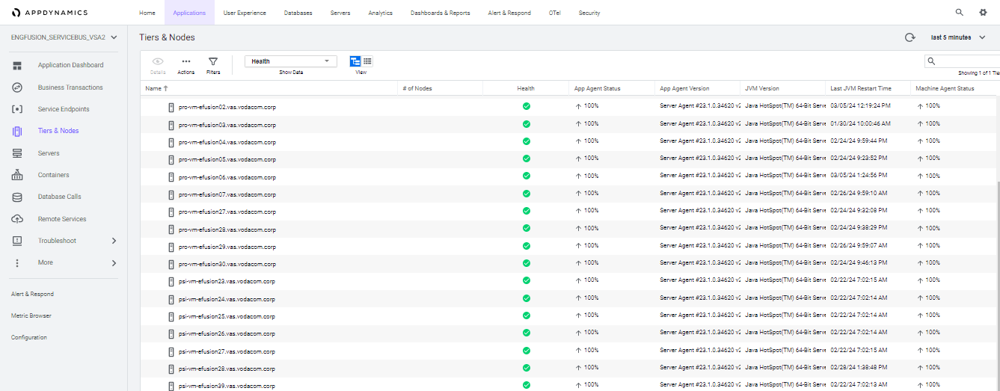 APPDYNAMICS Home Applications User Experience Databases Servers Analytics Dashboards & Reports Alert & Respond OTel Security
ENGFUSION_SERVICEBUS_VSA2
Tiers & Nodes
last 5 minutes
Application Dashboard
Business Transactions
Service Endpoints
Tiers & Nodes
Servers
Containers
Database Calls
Remote Services
Troubleshoot
More
Alert & Respond
Metric Browser
Configuration
Details Actions Filters
Health
Show Data
View
Showing 1 of 1 Tie
Name # of Nodes Health App Agent Status App Agent Version JVM Version Last JVM Restart Time Machine Agent Status
pro-vm-efusion02.vas.vodacom.corp 100% Server Agent #23.1.0.34620 v2 Java HotSpot(TM) 64-Bit Serve 03/05/24 12:19:24 PM 100%
pro-vm-efusion03.vas.vodacom.corp 100% Server Agent #23.1.0.34620 v2 Java HotSpot(TM) 64-Bit Serve 01/30/24 10:00:46 AM 100%
pro-vm-efusion04.vas.vodacom.corp 100% Server Agent #23.1.0.34620 v2 Java HotSpot(TM) 64-Bit Serve 02/24/24 9:59:44 PM 100%
pro-vm-efusion05.vas.vodacom.corp 100% Server Agent #23.1.0.34620 v2 Java HotSpot(TM) 64-Bit Serve 02/24/24 9:23:52 PM 100%
pro-vm-efusion06.vas.vodacom.corp 100% Server Agent #23.1.0.34620 v2 Java HotSpot(TM) 64-Bit Serve 03/05/24 1:24:56 PM 100%
pro-vm-efusion07.vas.vodacom.corp 100% Server Agent #23.1.0.34620 v2 Java HotSpot(TM) 64-Bit Serve 02/26/24 9:59:10 AM 100%
pro-vm-efusion27.vas.vodacom.corp 100% Server Agent #23.1.0.34620 v2 Java HotSpot(TM) 64-Bit Serve 02/24/24 9:32:08 PM 100%
pro-vm-efusion28.vas.vodacom.corp 100% Server Agent #23.1.0.34620 v2 Java HotSpot(TM) 64-Bit Serve 02/24/24 9:38:29 PM 100%
pro-vm-efusion29.vas.vodacom.corp 100% Server Agent #23.1.0.34620 v2 Java HotSpot(TM) 64-Bit Serve 02/26/24 9:59:07 AM 100%
pro-vm-efusion30.vas.vodacom.corp 100% Server Agent #23.1.0.34620 v2 Java HotSpot(TM) 64-Bit Serve 02/24/24 9:46:13 PM 100%
psi-vm-efusion23.vas.vodacom.corp 100% Server Agent #23.1.0.34620 v2 Java HotSpot(TM) 64-Bit Serve 02/22/24 7:02:15 AM 100%
psi-vm-efusion24.vas.vodacom.corp 100% Server Agent #23.1.0.34620 v2 Java HotSpot(TM) 64-Bit Serve 02/22/24 7:02:14 AM 100%
psi-vm-efusion25.vas.vodacom.corp 100% Server Agent #23.1.0.34620 v2 Java HotSpot(TM) 64-Bit Serve 02/22/24 7:02:14 AM 100%
psi-vm-efusion26.vas.vodacom.corp 100% Server Agent #23.1.0.34620 v2 Java HotSpot(TM) 64-Bit Serve 02/22/24 7:02:14 AM 100%
psi-vm-efusion27.vas.vodacom.corp 100% Server Agent #23.1.0.34620 v2 Java HotSpot(TM) 64-Bit Serve 02/22/24 7:02:15 AM 100%
psi-vm-efusion28.vas.vodacom.corp 100% Server Agent #23.1.0.34620 v2 Java HotSpot(TM) 64-Bit Serve 02/28/24 1:38:48 PM 100%
psi-vm-efusion39.vas.vodacom.corp 100% Server Agent #23.1.0.34620 v2 Java HotSpot(TM) 64-Bit Serve 02/22/24 7:02:13 AM 100%